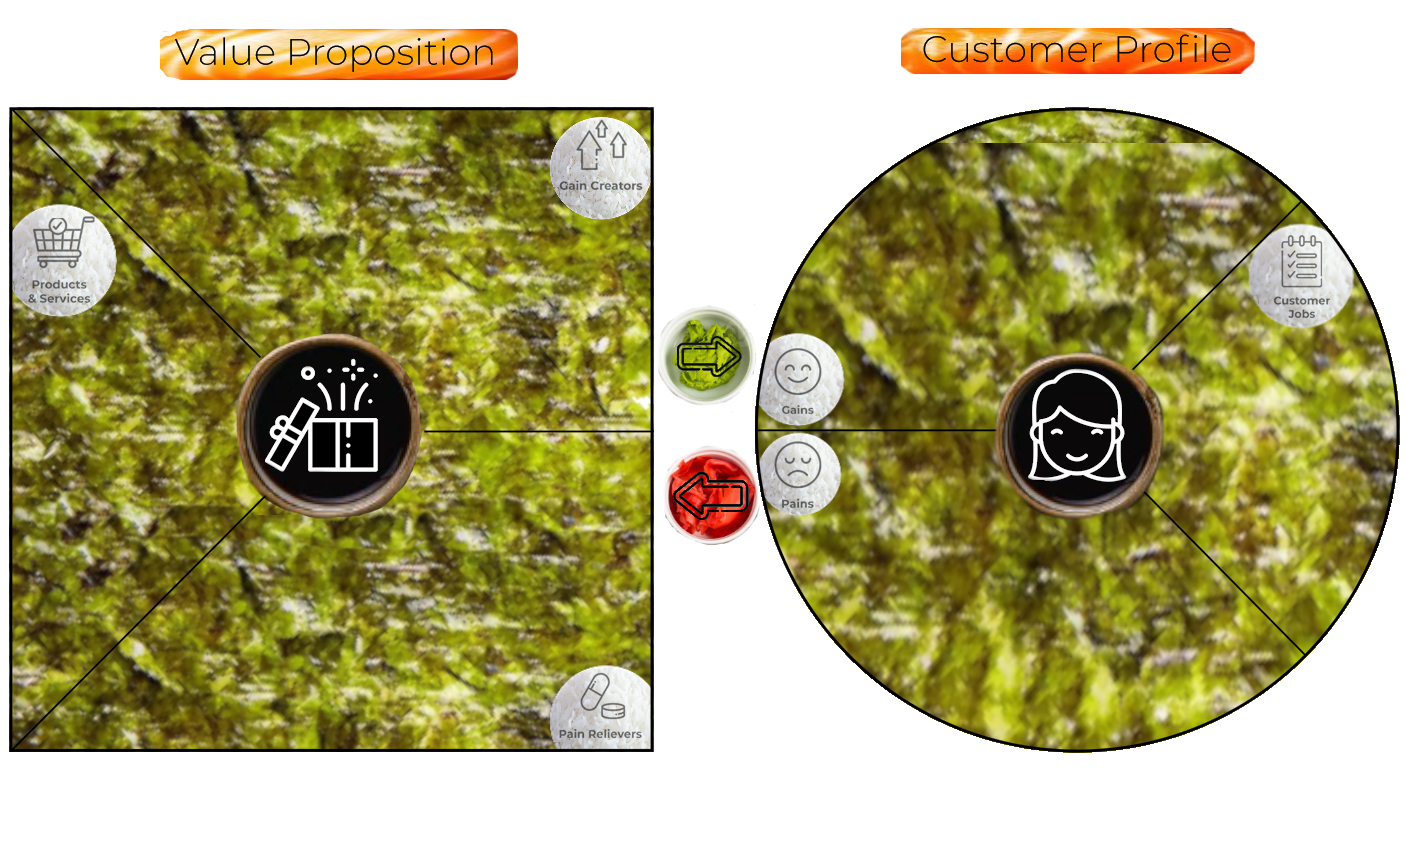 Value Proposition
Customer Profile
Gain Creators
Products
& Services
Customer
Jobs
Gains
Pains
Pain Relievers